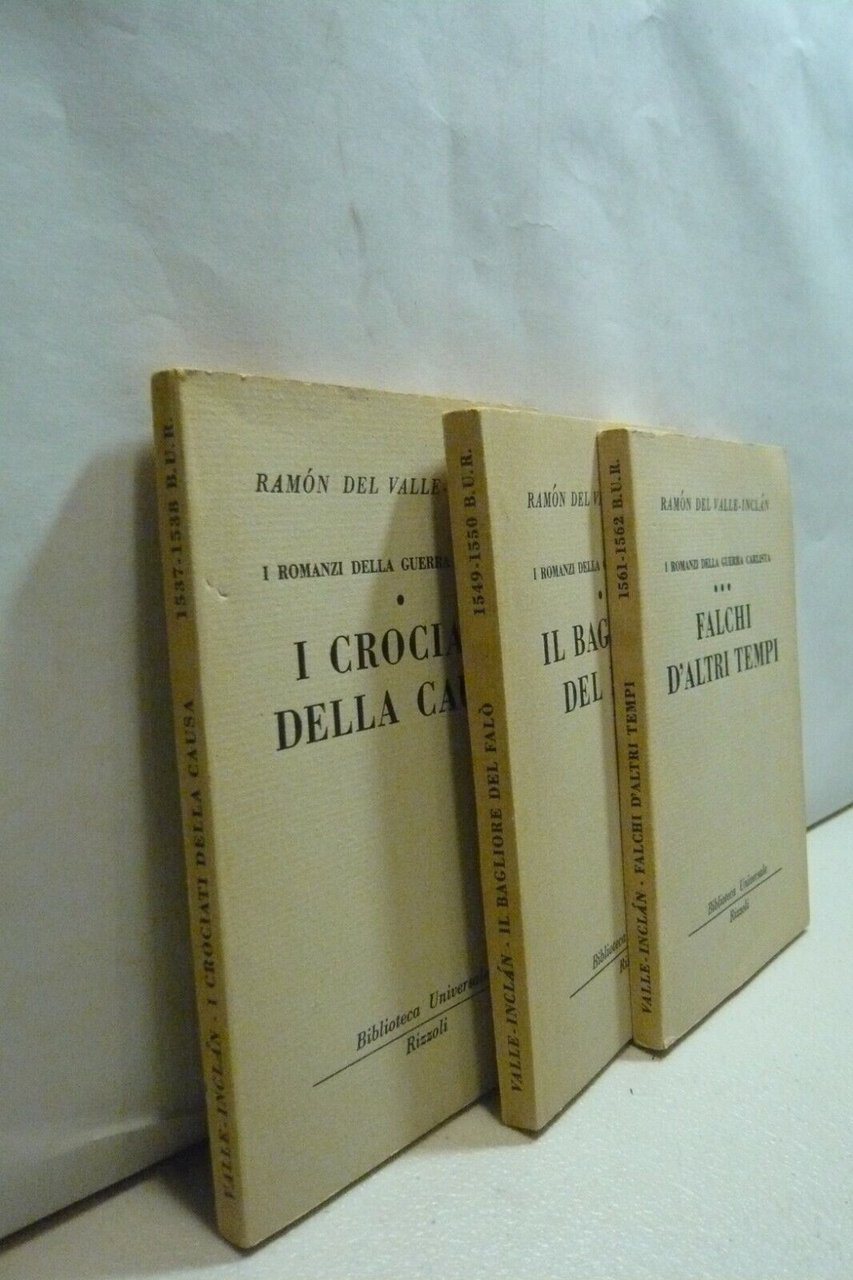 VALLE-INCLÁN - I CROCIATI DELLA CAUSA 1537-1538 B.U.R.
RAMÓN DEL VALLE-
I ROMANZI DELLA GUERRA
•
I CROCIA
DELLA CAU
Biblioteca Universale
Rizzoli
VALLE-INCLÁN - IL BAGLIORE DEL FALÒ 1549-1550 B.U.R.
RAMÓN DEL V
I ROMANZI DELLA
•
IL BAG
DEL
Biblioteca
Ri
VALLE-INCLÁN - FALCHI D'ALTRI TEMPI 1561-1562 B.U.R.
RAMÓN DEL VALLE-INCLÁN
I ROMANZI DELLA GUERRA CARLISTA
•••
FALCHI
D'ALTRI TEMPI
Biblioteca Universale
Rizzoli